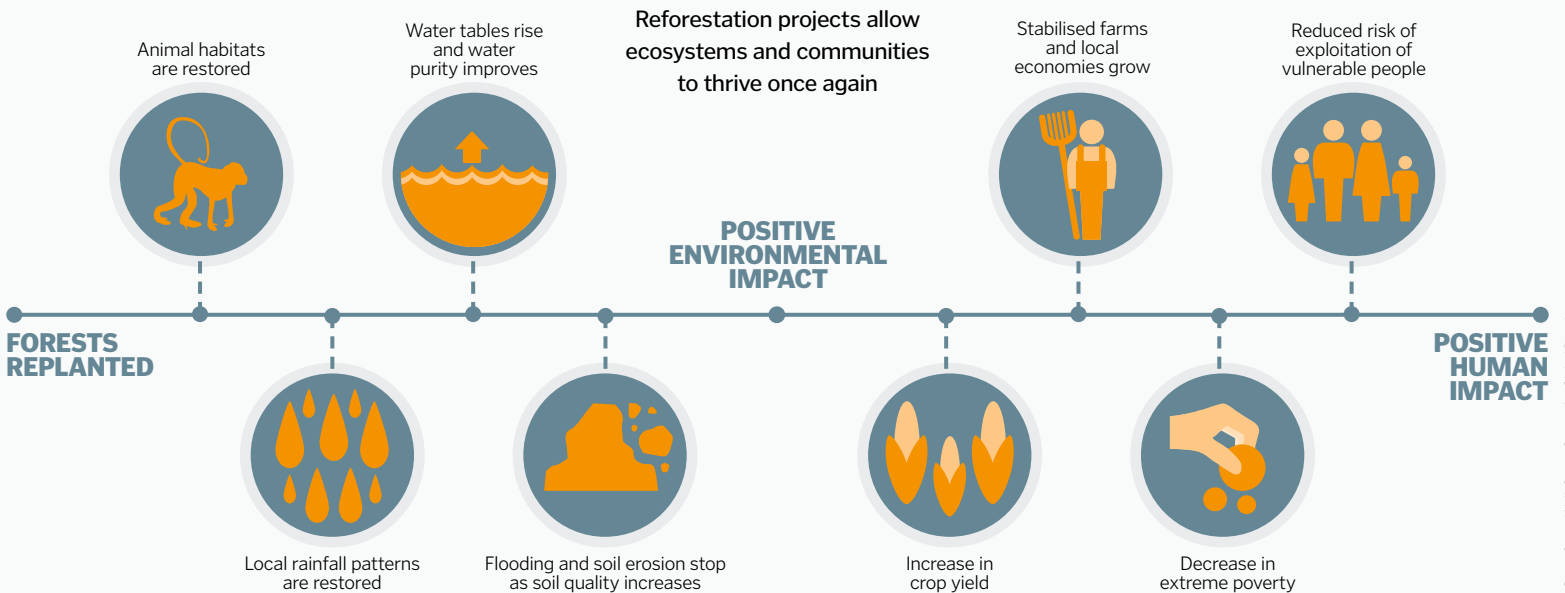 Reforestation projects allow
ecosystems and communities
to thrive once again
FORESTS
REPLANTED
Animal habitats
are restored
Local rainfall patterns
are restored
Water tables rise
and water
purity improves
Flooding and soil erosion stop
as soil quality increases
POSITIVE
ENVIRONMENTAL
IMPACT
Increase in
crop yield
Stabilised farms
and local
economies grow
Decrease in
extreme poverty
Reduced risk of
exploitation of
vulnerable people
POSITIVE
HUMAN
IMPACT